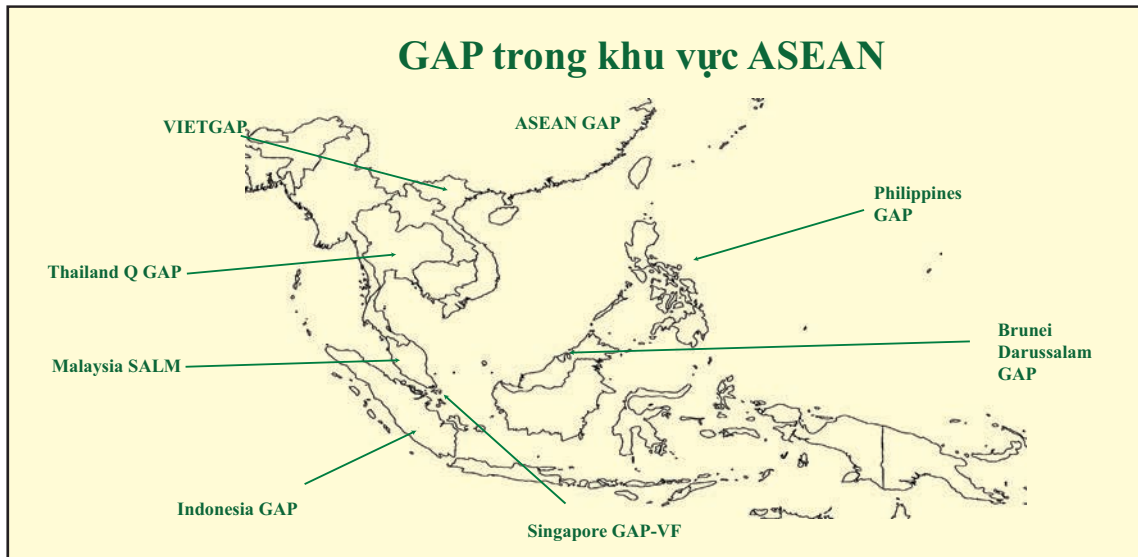 GAP trong khu vực ASEAN
VIETGAP
ASEAN GAP
Philippines
GAP
Thailand Q GAP
Malaysia SALM
Brunei
Darussalam
GAP
Indonesia GAP
Singapore GAP-VF